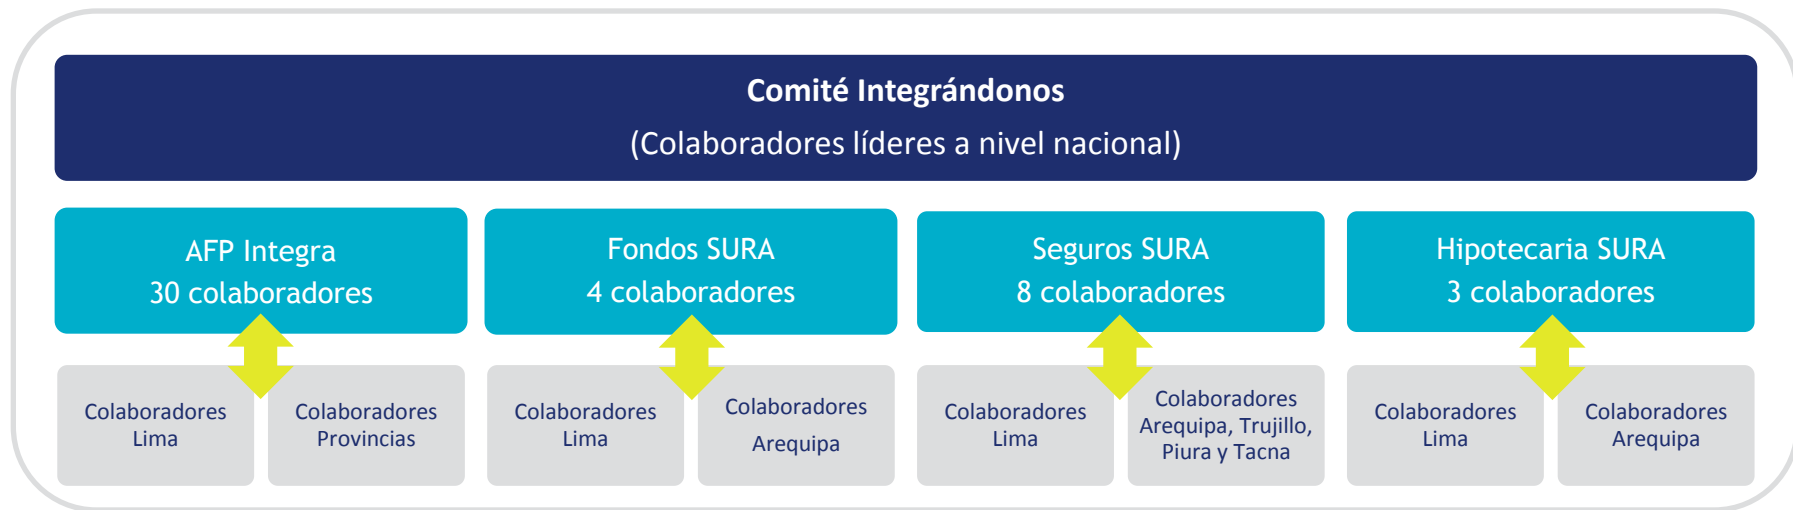 Comité Integrándonos
(Colaboradores líderes a nivel nacional)
AFP Integra
30 colaboradores
Fondos SURA
4 colaboradores
Seguros SURA
8 colaboradores
Hipotecaria SURA
3 colaboradores
Colaboradores
Lima
Colaboradores
Provincias
Colaboradores
Lima
Colaboradores
Arequipa
Colaboradores
Lima
Colaboradores
Arequipa, Trujillo,
Piura y Tacna
Colaboradores
Lima
Colaboradores
Arequipa